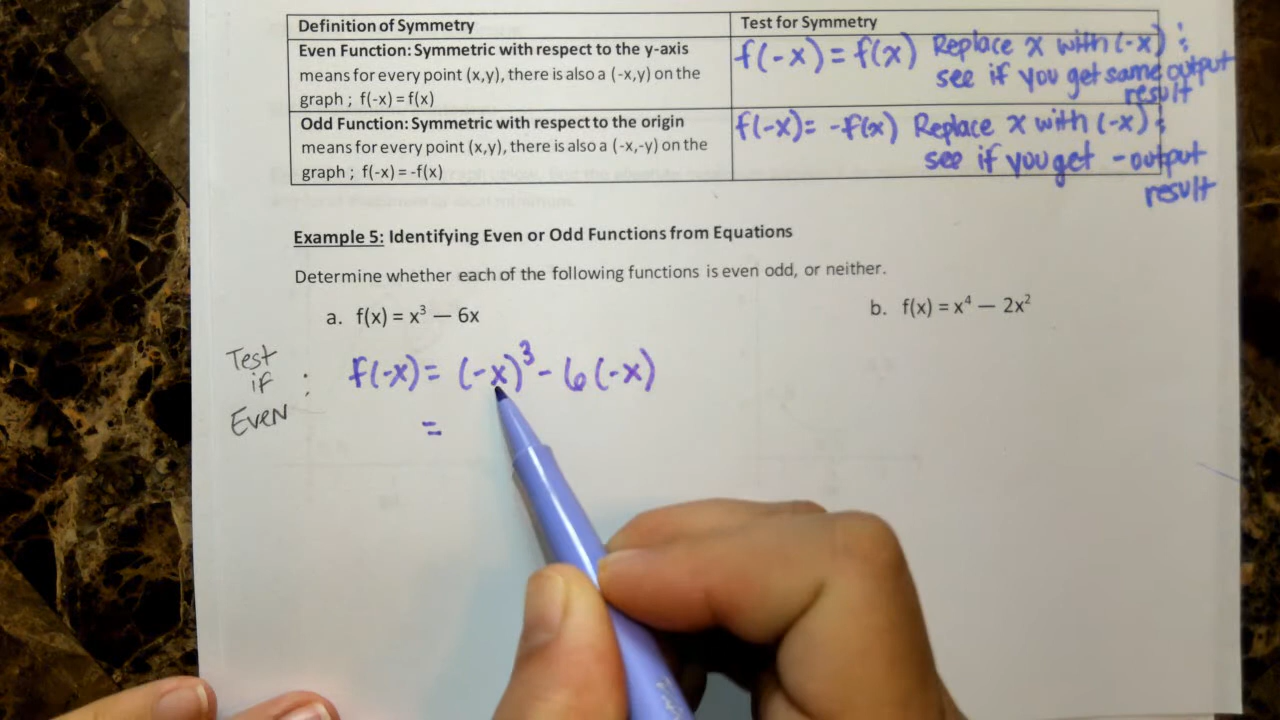 Definition of Symmetry
Test for Symmetry
Even Function: Symmetric with respect to the y-axis
means for every point (x,y), there is also a (-x,y) on the
graph ; f(-x) = f(x)
f(-x) = f(x) Replace x with (-x) ;
see if you get same output
result
Odd Function: Symmetric with respect to the origin
means for every point (x,y), there is also a (-x,-y) on the
graph ; f(-x) = -f(x)
f(-x) = -f(x) Replace x with (-x) ;
see if you get -output
result
Example 5: Identifying Even or Odd Functions from Equations
Determine whether each of the following functions is even odd, or neither.
a. f(x) = x³ — 6x
b. f(x) = x⁴ — 2x²
Test
if :
Even
f(-x) = (-x)³ - 6(-x)
=